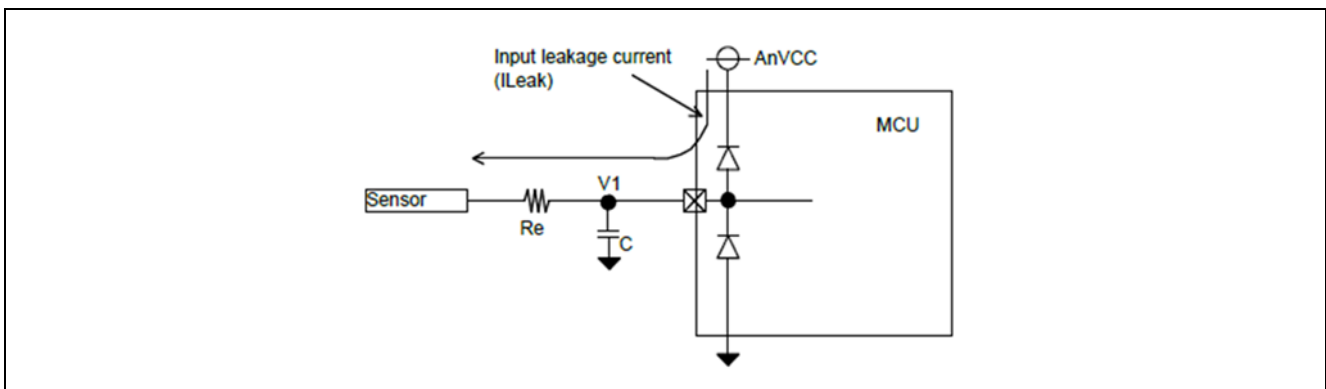 Input leakage current
(ILeak)
AnVCC
MCU
V1
Sensor
Re
C